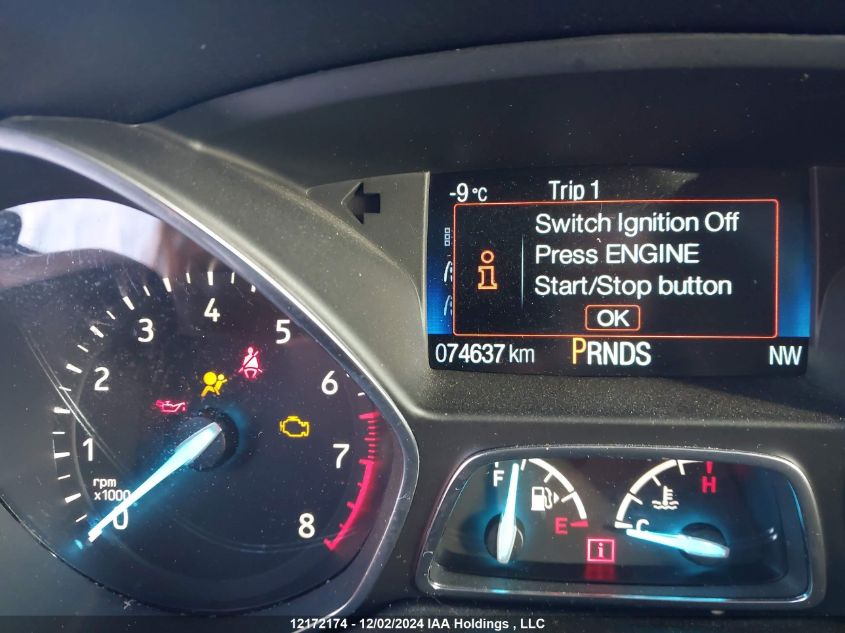 -9 °C Trip 1
Switch Ignition Off
Press ENGINE
Start/Stop button
OK
074637 km PRNDS NW
0
1
2
3
4
5
6
7
8
rpm
x1000
F
E
C
H
12172174 - 12/02/2024 IAA Holdings , LLC